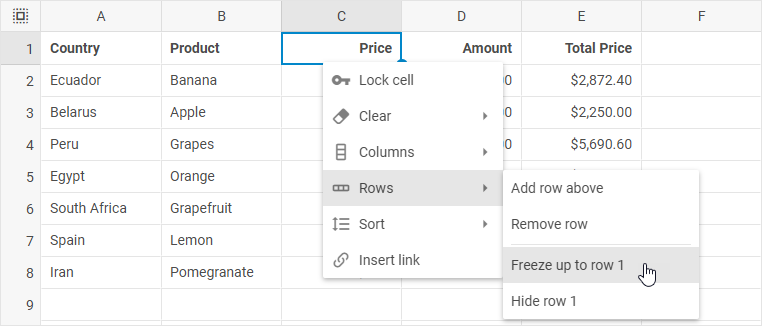 A B C D E F
1 Country Product Price Amount Total Price
2 Ecuador Banana Lock cell 00 $2,872.40
3 Belarus Apple Clear 00 $2,250.00
4 Peru Grapes Columns 00 $5,690.60
5 Egypt Orange Rows Add row above
6 South Africa Grapefruit Sort Remove row
7 Spain Lemon Insert link Freeze up to row 1
8 Iran Pomegranate Hide row 1
9